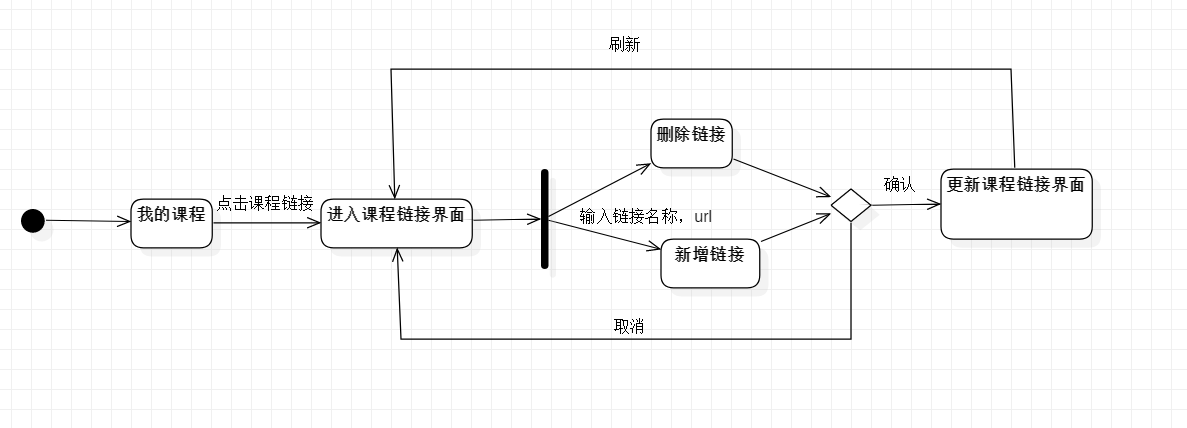 刷新
删除链接
确认
更新课程链接界面
点击课程链接
我的课程
进入课程链接界面
输入链接名称，url
新增链接
取消